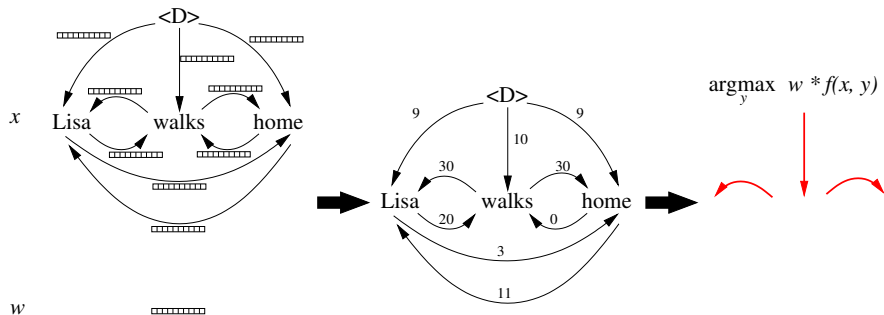 <D>
x
Lisa walks home
w
<D>
9 10 9
30 30
Lisa walks home
20 0
3
11
argmax w * f(x, y)
y